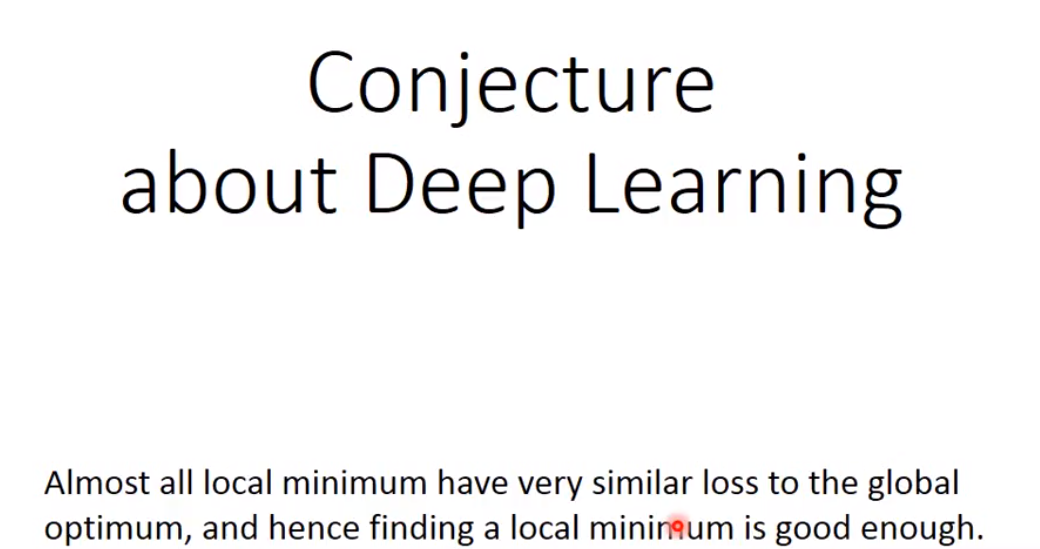 Conjecture
about Deep Learning
Almost all local minimum have very similar loss to the global
optimum, and hence finding a local minimum is good enough.